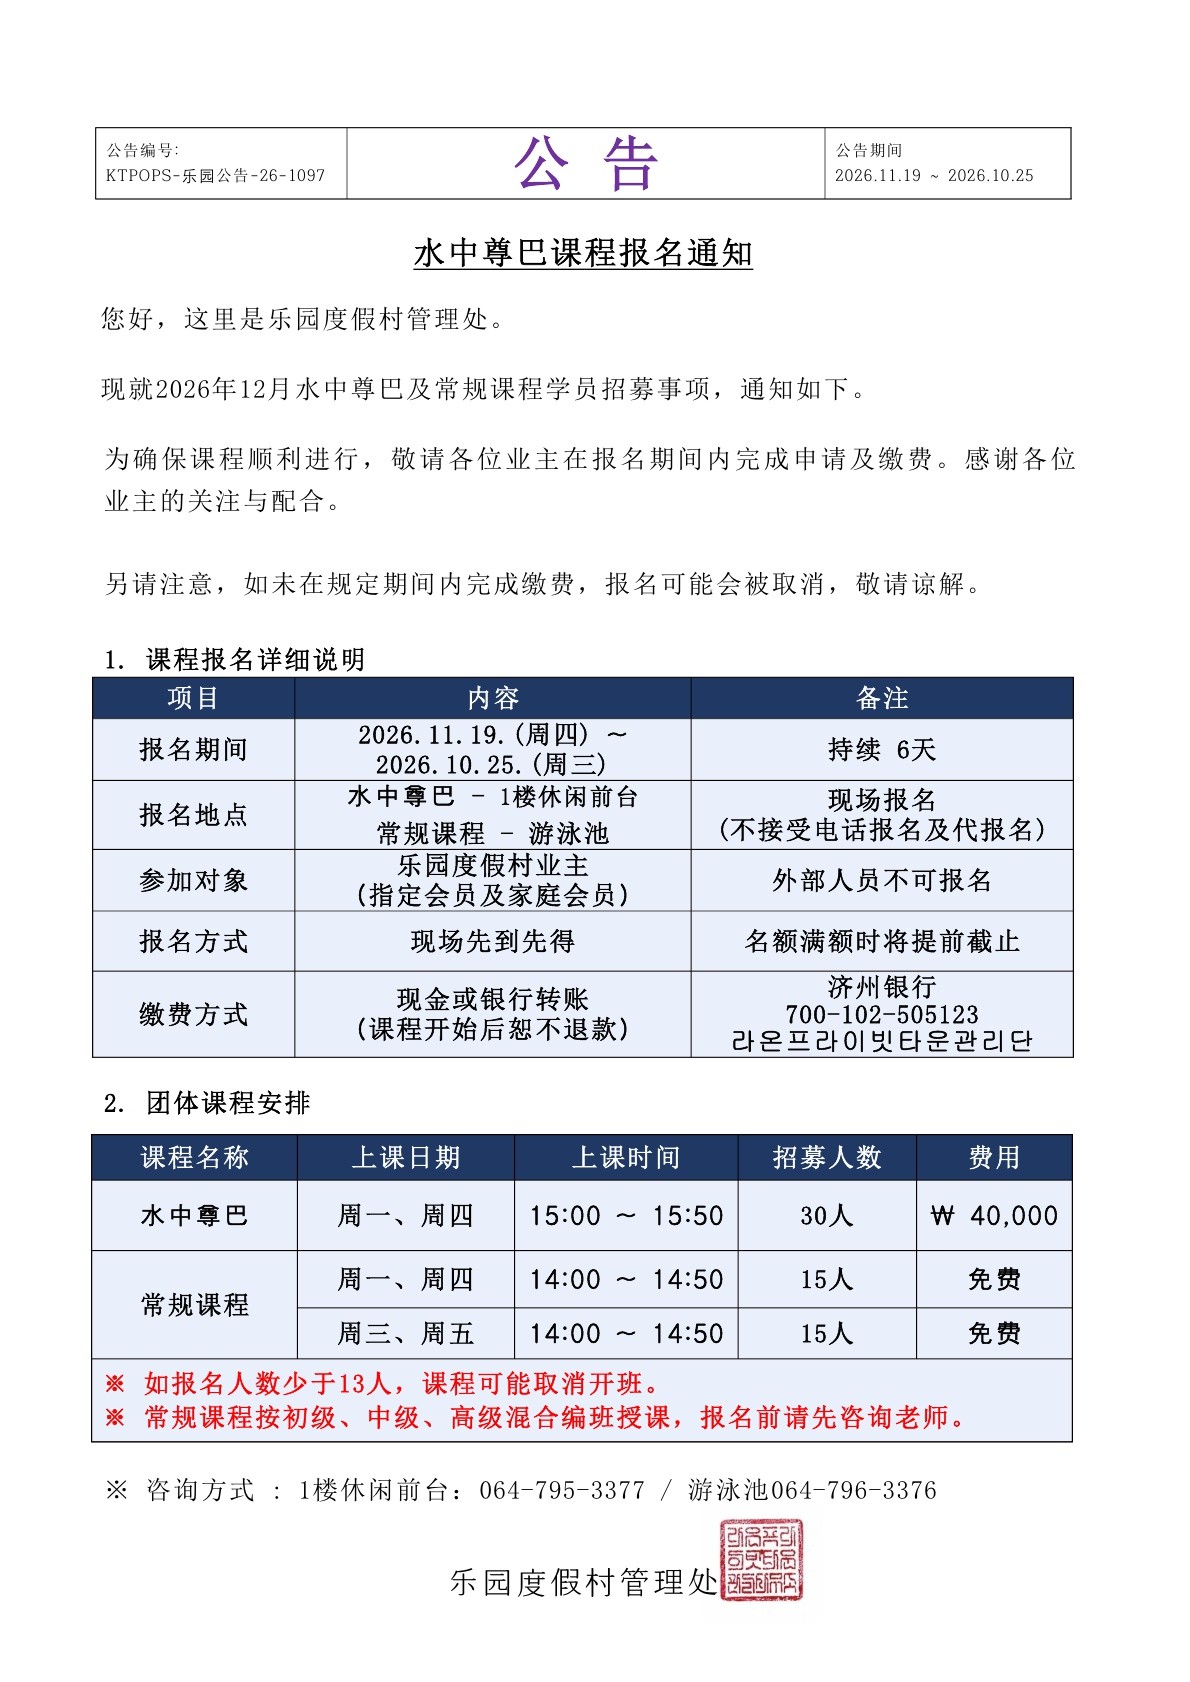 公告编号:
KTPOPS-乐园公告-26-1097
公 告
公告期间
2026.11.19 ~ 2026.10.25
水中尊巴课程报名通知
您好，这里是乐园度假村管理处。
现就2026年12月水中尊巴及常规课程学员招募事项，通知如下。
为确保课程顺利进行，敬请各位业主在报名期间内完成申请及缴费。感谢各位
业主的关注与配合。
另请注意，如未在规定期间内完成缴费，报名可能会被取消，敬请谅解。
1. 课程报名详细说明
项目 内容 备注
报名期间
2026.11.19.(周四) ~
2026.10.25.(周三)
持续 6天
报名地点
水中尊巴 - 1楼休闲前台
常规课程 - 游泳池
现场报名
(不接受电话报名及代报名)
参加对象
乐园度假村业主
(指定会员及家庭会员)
外部人员不可报名
报名方式 现场先到先得 名额满额时将提前截止
缴费方式
现金或银行转账
(课程开始后恕不退款)
济州银行
700-102-505123
라온프라이빗타운관리단
2. 团体课程安排
课程名称 上课日期 上课时间 招募人数 费用
水中尊巴 周一、周四 15:00 ~ 15:50 30人 ₩ 40,000
常规课程
周一、周四 14:00 ~ 14:50 15人 免费
周三、周五 14:00 ~ 14:50 15人 免费
※ 如报名人数少于13人，课程可能取消开班。
※ 常规课程按初级、中级、高级混合编班授课，报名前请先咨询老师。
※ 咨询方式 : 1楼休闲前台：064-795-3377 / 游泳池064-796-3376
乐园度假村管理处